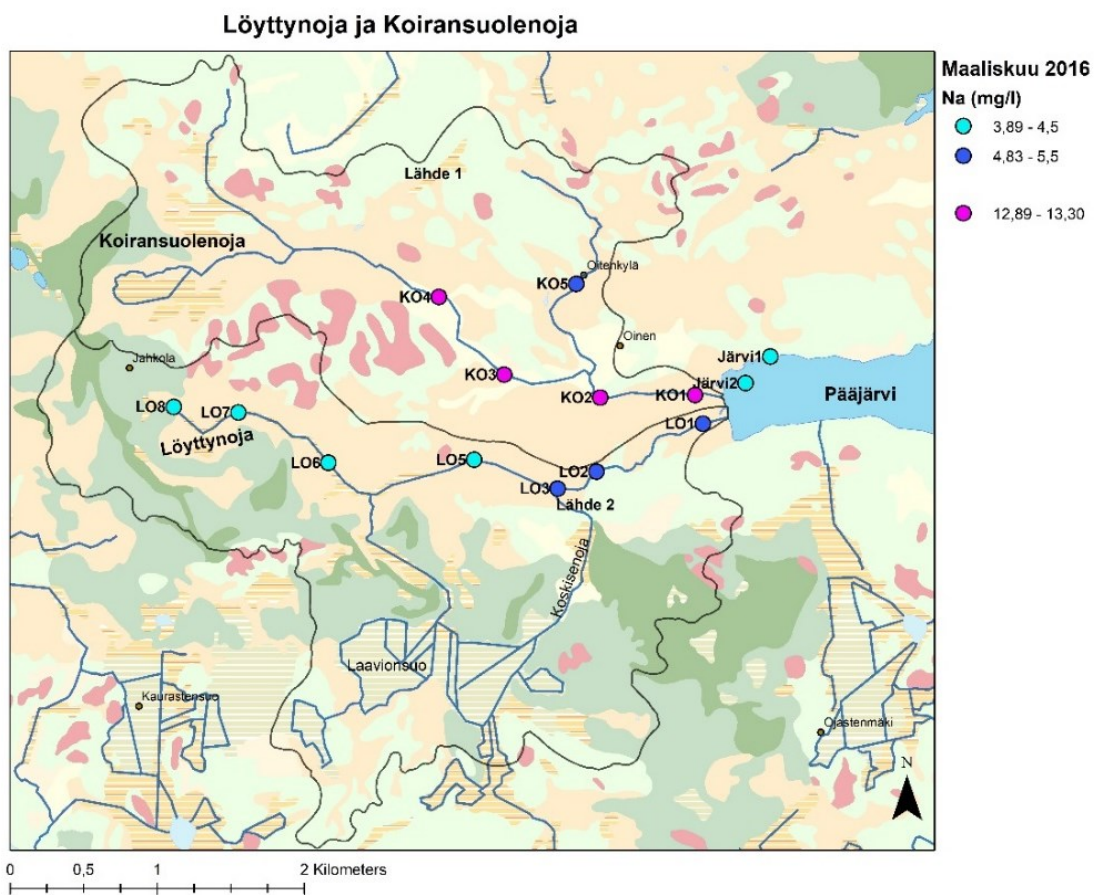 Löyttynoja ja Koiransuolenoja
Maaliskuu 2016
Na (mg/l)
3,89 - 4,5
4,83 - 5,5
12,89 - 13,30
Lähde 1
Koiransuolenoja
Oitenkylä
KO5
KO4
Oinen
Järvi1
Jahkola
KO3
Järvi2
Pääjärvi
KO2
KO1
LO8
LO7
LO1
Löyttynoja
LO6
LO5
LO2
LO3
Lähde 2
Koskisenoja
Laavionsuo
Kaurastensuo
Ojastenmäki
N
0 0,5 1 2 Kilometers